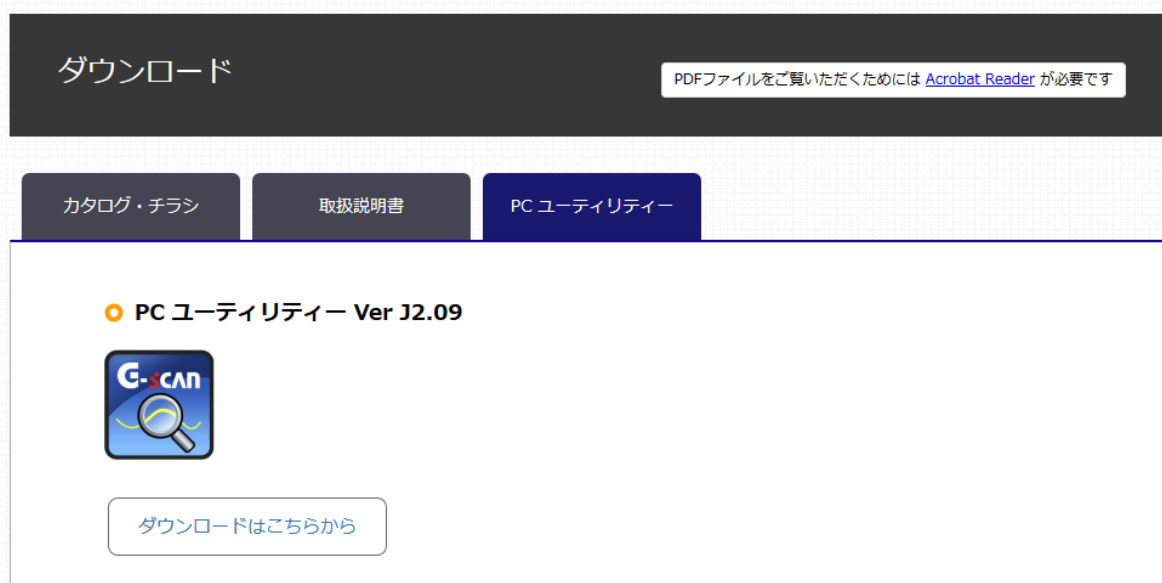 ダウンロード
PDFファイルをご覧いただくためには Acrobat Reader が必要です
カタログ・チラシ
取扱説明書
PC ユーティリティー
PC ユーティリティー Ver J2.09
G-scan
ダウンロードはこちらから